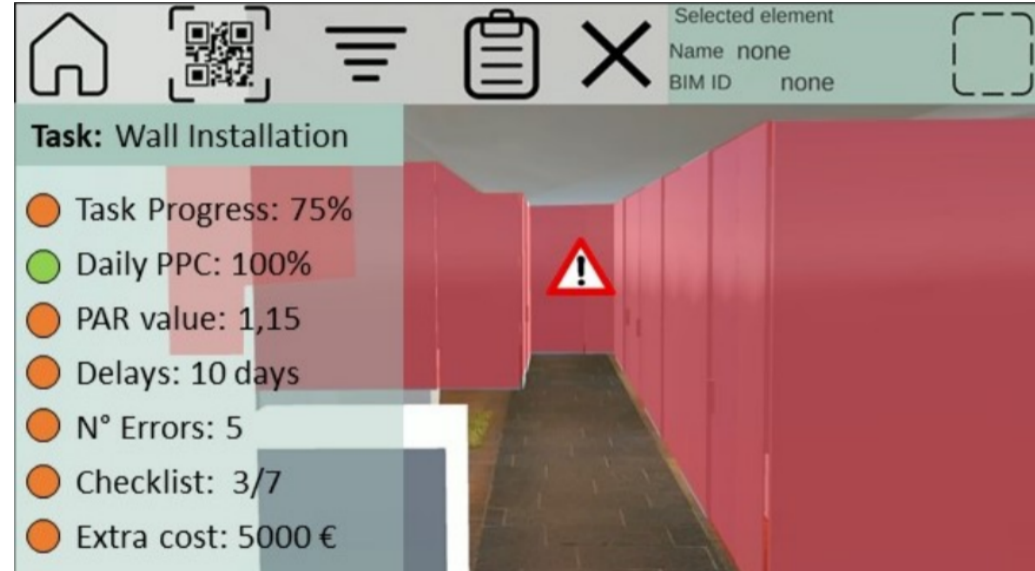 Selected element
Name none
BIM ID none
Task: Wall Installation
Task Progress: 75%
Daily PPC: 100%
PAR value: 1,15
Delays: 10 days
N° Errors: 5
Checklist: 3/7
Extra cost: 5000 €
!